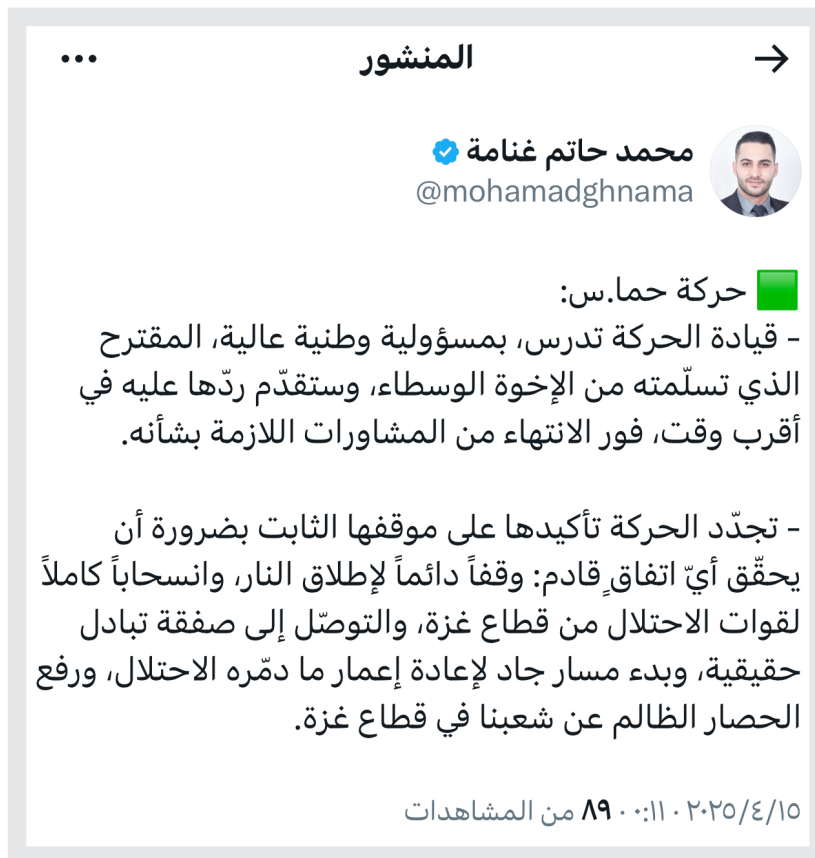 المنشور
محمد حاتم غنامة
@mohamadghnama
حركة حما.س:
- قيادة الحركة تدرس، بمسؤولية وطنية عالية، المقترح
الذي تسلّمته من الإخوة الوسطاء، وستقدّم ردّها عليه في
أقرب وقت، فور الانتهاء من المشاورات اللازمة بشأنه.
- تجدّد الحركة تأكيدها على موقفها الثابت بضرورة أن
يحقّق أيّ اتفاقٍ قادم: وقفاً دائماً لإطلاق النار، وانسحاباً كاملاً
لقوات الاحتلال من قطاع غزة، والتوصّل إلى صفقة تبادل
حقيقية، وبدء مسار جاد لإعادة إعمار ما دمّره الاحتلال، ورفع
الحصار الظالم عن شعبنا في قطاع غزة.
٢٠٢٥/٤/١٥ · ٠٠:١١ · ٨٩ من المشاهدات